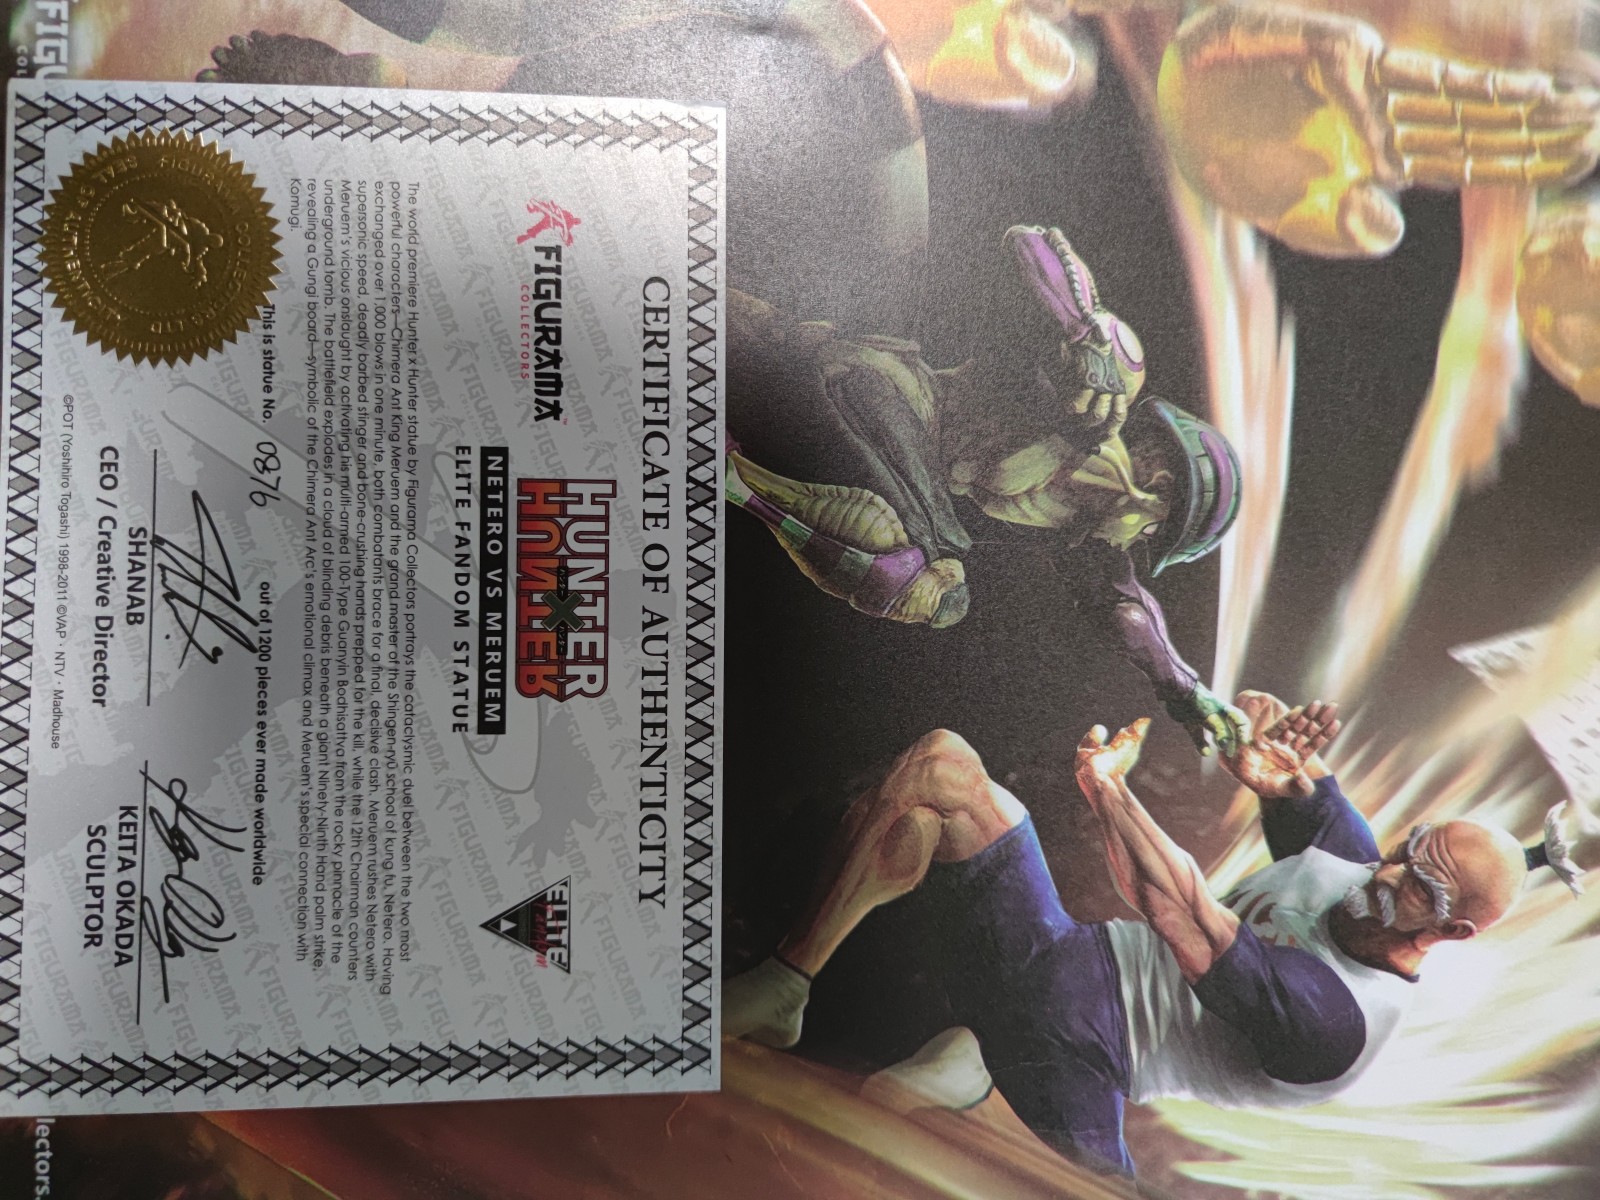 CERTIFICATE OF AUTHENTICITY
FIGURAMA
COLLECTORS
HUNTER
X
HUNTER
NETERO VS MERUEM
ELITE FANDOM STATUE
ELITE
The world premiere Hunter x Hunter statue by Figurama Collectors portrays the cataclysmic duel between the two most
powerful characters—Chimera Ant King Meruem and the grand master of the Shingen-ryū school of kung fu, Netero. Having
exchanged over 1,000 blows in one minute, both combatants brace for a final, decisive clash. Meruem rushes Netero with
supersonic speed, deadly barbed stinger and bone-crushing hands prepped for the kill, while the 12th Chairman counters
Meruem's vicious onslaught by activating his multi-armed 100-Type Guanyin Bodhisattva from the rocky pinnacle of the
underground tomb. The battlefield explodes in a cloud of blinding debris beneath a giant Ninety-Ninth Hand palm strike,
revealing a Gungi board—symbolic of the Chimera Ant Arc's emotional climax and Meruem's special connection with
Komugi.
This is statue No. 0876 out of 1200 pieces ever made worldwide
SHANAB
CEO / Creative Director
KEITA OKADA
SCULPTOR
©POT (Yoshihiro Togashi) 1998-2011 ©VAP・NTV・Madhouse
FIGURAMA COLLECTORS LTD
SEAL OF AUTHENTICITY
lectors.